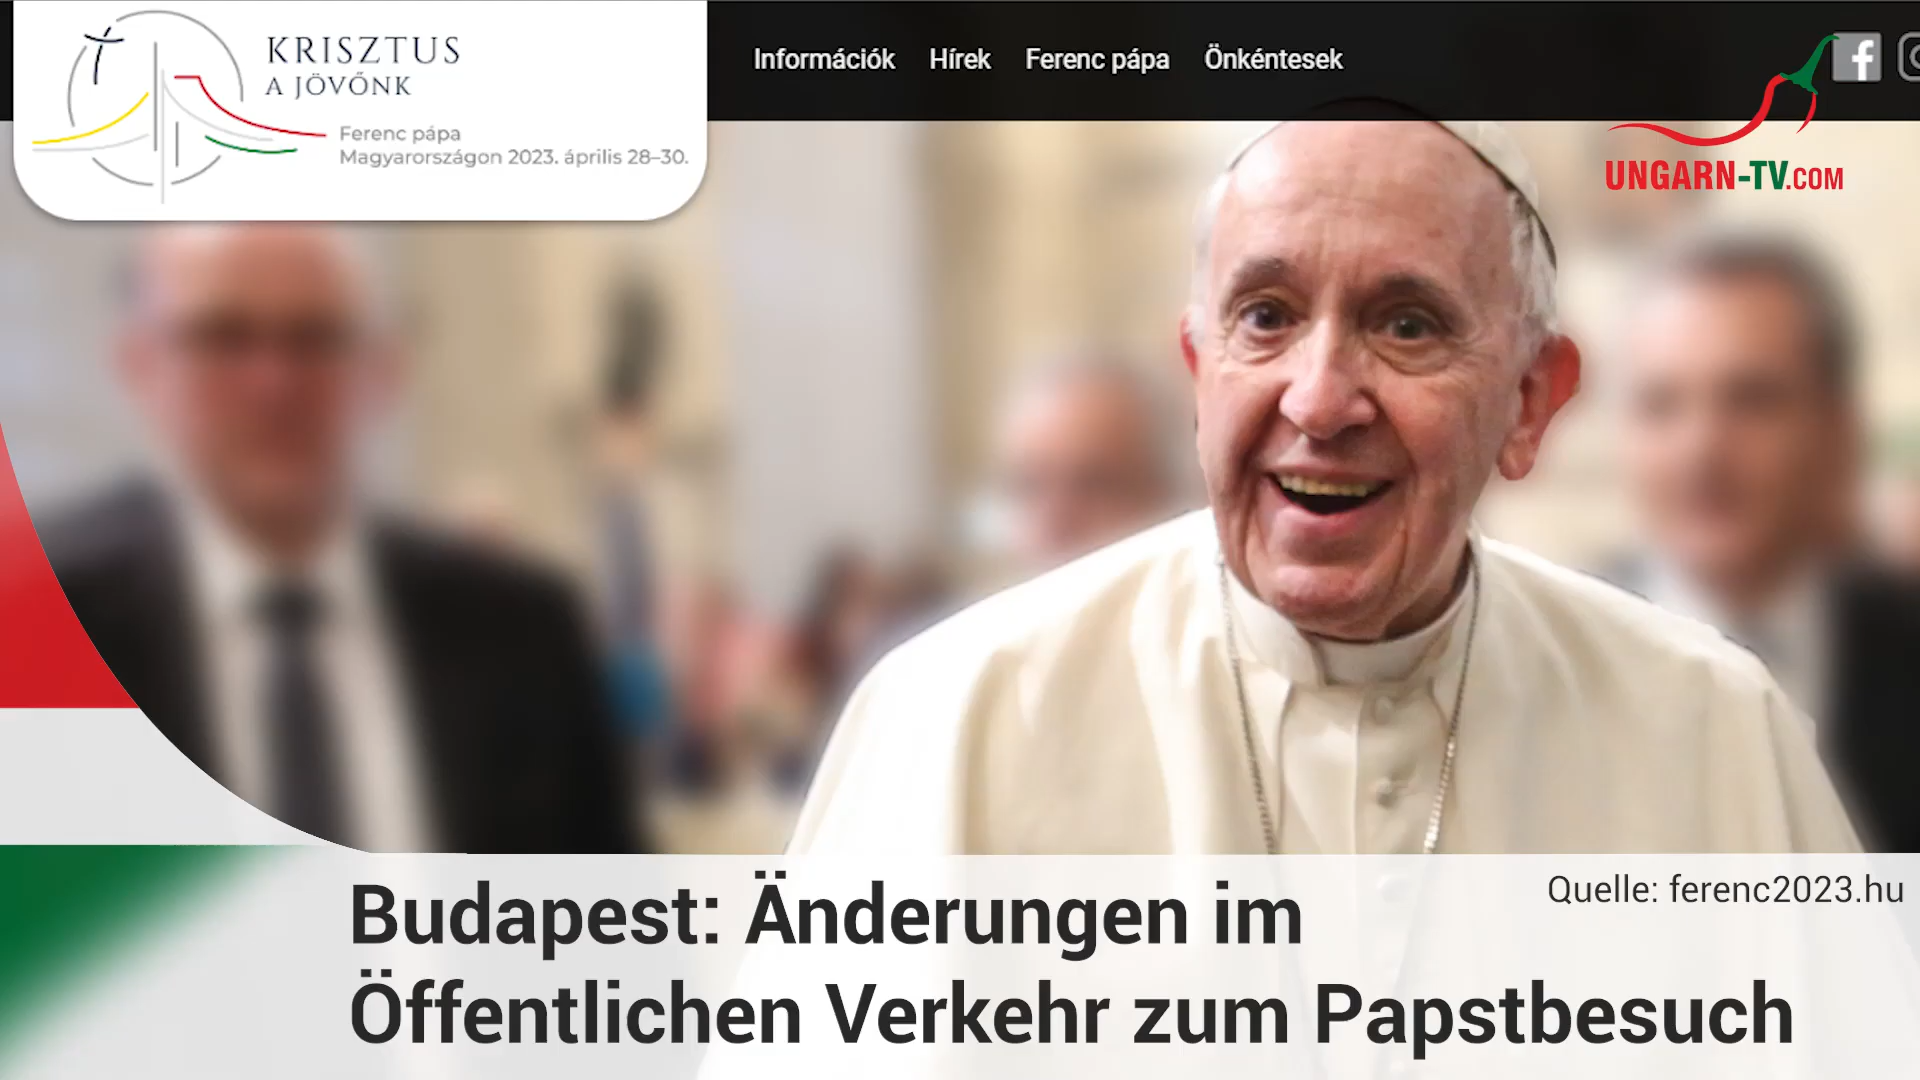 KRISZTUS
A JÖVŐNK
Ferenc pápa
Magyarországon 2023. április 28–30.
Információk Hírek Ferenc pápa Önkéntesek
UNGARN-TV.COM
Quelle: ferenc2023.hu
Budapest: Änderungen im
Öffentlichen Verkehr zum Papstbesuch